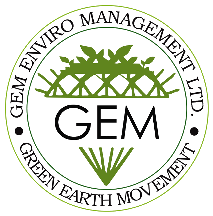 GEM ENVIRO MANAGEMENT LTD.
GEM
GREEN EARTH MOVEMENT